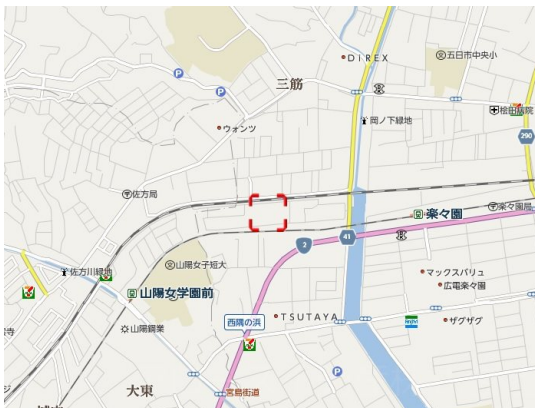 DIREX
五日市中央小
三筋
P
P
桧田病院
岡ノ下緑地
ウォンツ
290
佐方局
楽々園
楽々園局
2
41
山陽女子短大
佐方川緑地
マックスバリュ
広電楽々園
山陽女学園前
TSUTAYA
ザグザグ
西隅の浜
山陽鋼業
P
大東
宮島街道